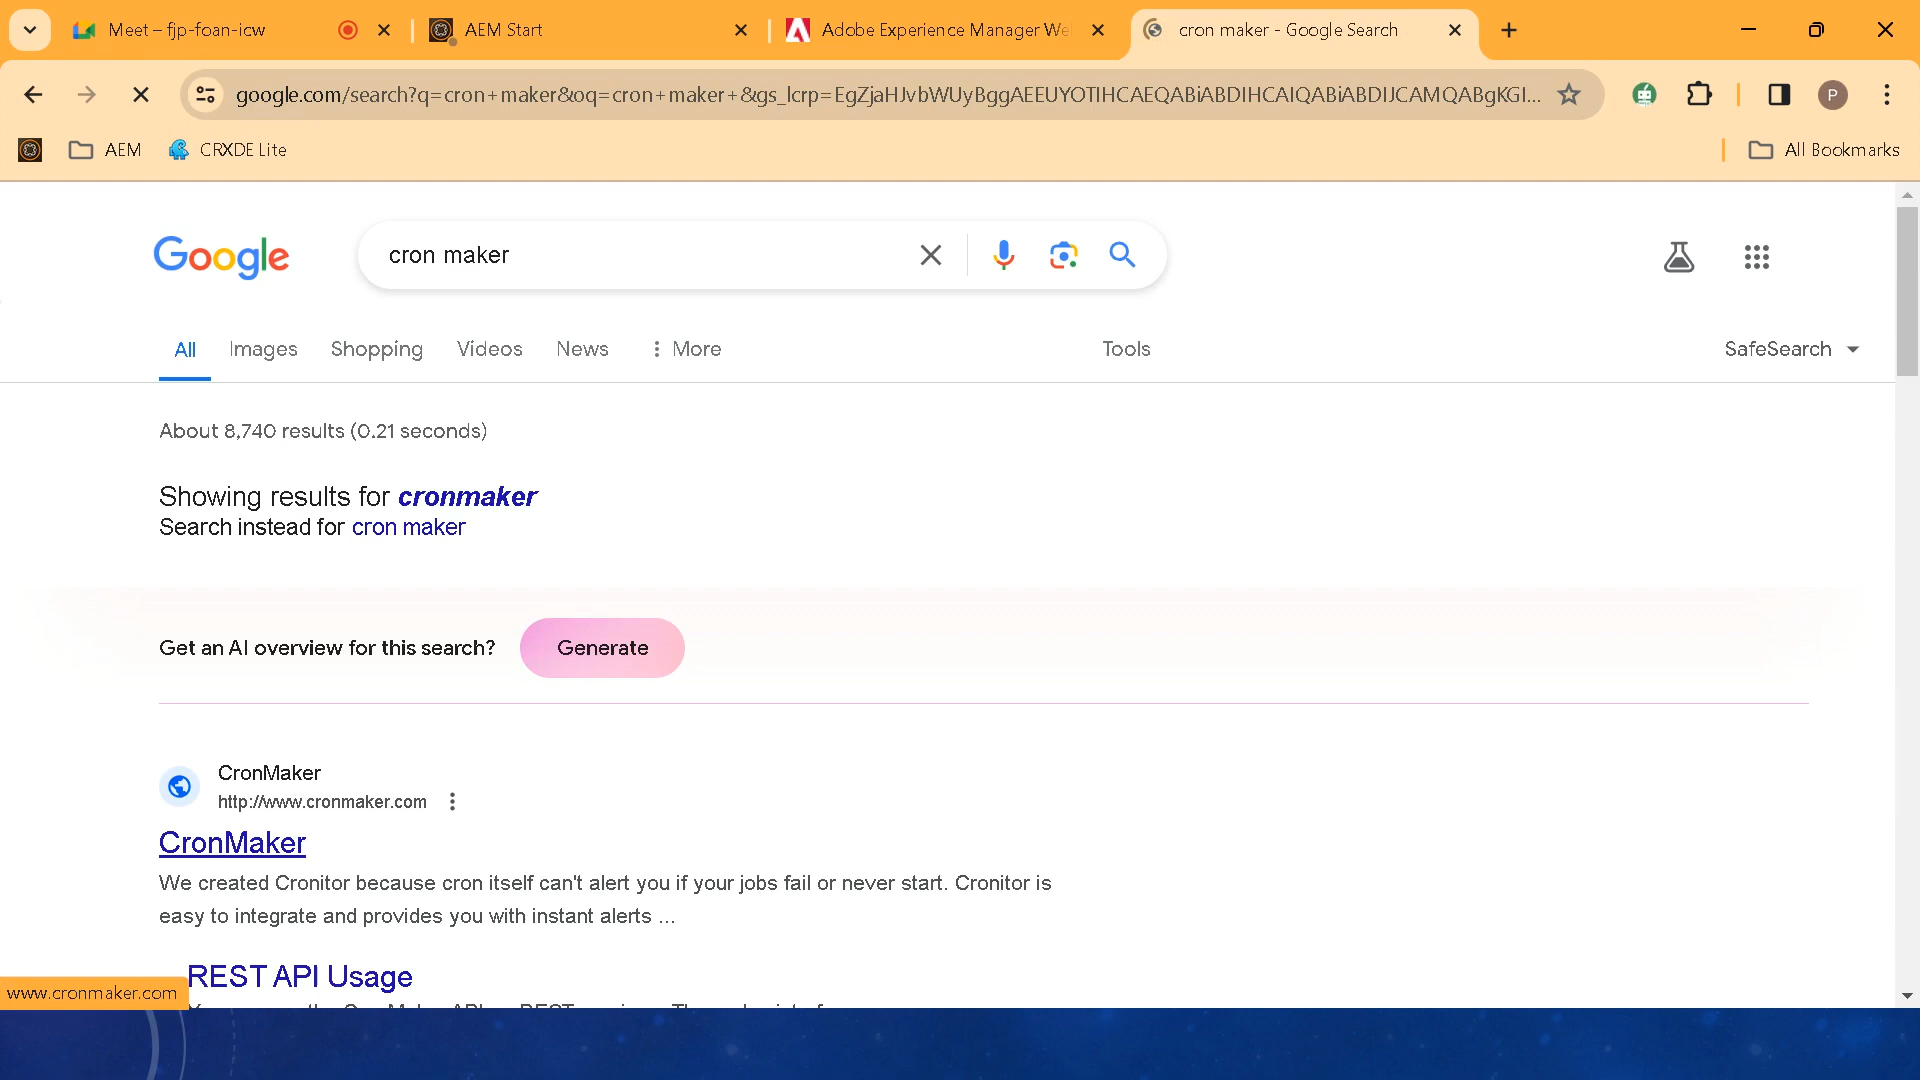 Meet – fjp-foan-icw
AEM Start
Adobe Experience Manager We
cron maker - Google Search
google.com/search?q=cron+maker&oq=cron+maker+&gs_lcrp=EgZjaHJvbWUyBggAEEUYOTIHCAEQABiABDIHCAIQABiABDIJCAMQABgKGI...
P
AEM
CRXDE Lite
All Bookmarks
Google
cron maker
All
Images
Shopping
Videos
News
More
Tools
SafeSearch
About 8,740 results (0.21 seconds)
Showing results for cronmaker
Search instead for cron maker
Get an AI overview for this search?
Generate
CronMaker
http://www.cronmaker.com
CronMaker
We created Cronitor because cron itself can't alert you if your jobs fail or never start. Cronitor is
easy to integrate and provides you with instant alerts ...
REST API Usage
www.cronmaker.com